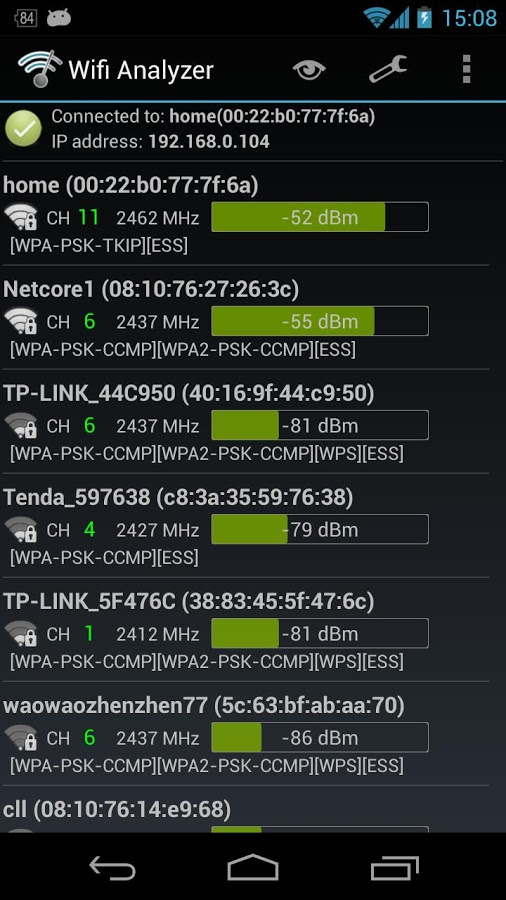 84 15:08
Wifi Analyzer
Connected to: home(00:22:b0:77:7f:6a)
IP address: 192.168.0.104
home (00:22:b0:77:7f:6a)
CH 11 2462 MHz -52 dBm
[WPA-PSK-TKIP][ESS]
Netcore1 (08:10:76:27:26:3c)
CH 6 2437 MHz -55 dBm
[WPA-PSK-CCMP][WPA2-PSK-CCMP][ESS]
TP-LINK_44C950 (40:16:9f:44:c9:50)
CH 6 2437 MHz -81 dBm
[WPA-PSK-CCMP][WPA2-PSK-CCMP][WPS][ESS]
Tenda_597638 (c8:3a:35:59:76:38)
CH 4 2427 MHz -79 dBm
[WPA-PSK-CCMP][ESS]
TP-LINK_5F476C (38:83:45:5f:47:6c)
CH 1 2412 MHz -81 dBm
[WPA-PSK-CCMP][WPA2-PSK-CCMP][WPS][ESS]
waowaozhenzhen77 (5c:63:bf:ab:aa:70)
CH 6 2437 MHz -86 dBm
[WPA-PSK-CCMP][WPA2-PSK-CCMP][WPS][ESS]
cll (08:10:76:14:e9:68)